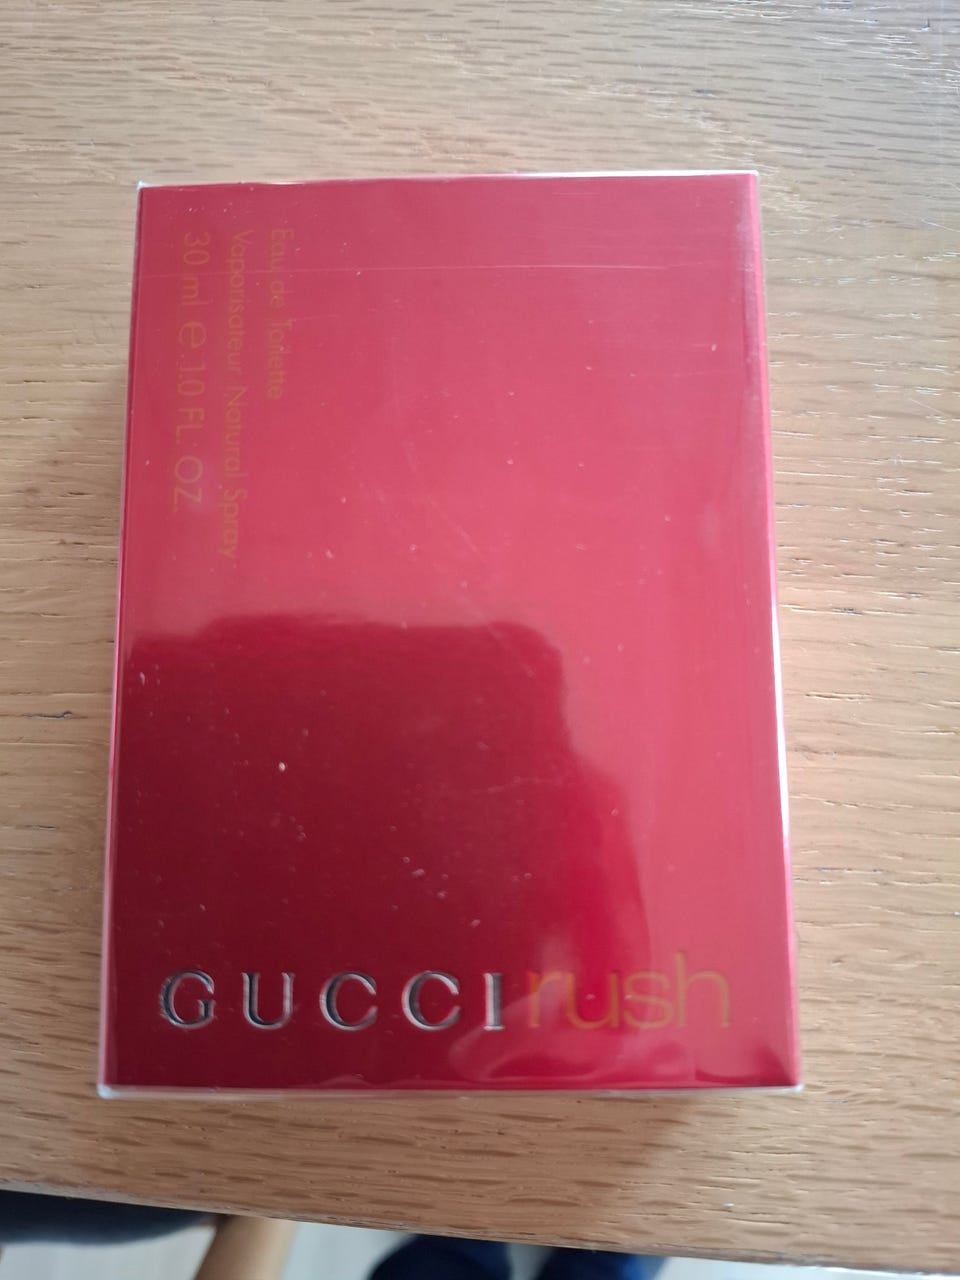 Eau de Toilette
Vaporisateur Natural Spray
30 ml e 1.0 FL. OZ.
GUCCI rush